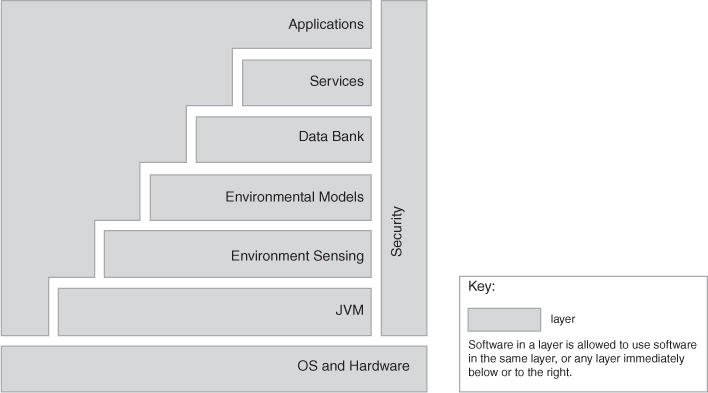 Applications
Services
Data Bank
Environmental Models
Environment Sensing
JVM
Security
OS and Hardware
Key:
layer
Software in a layer is allowed to use software
in the same layer, or any layer immediately
below or to the right.